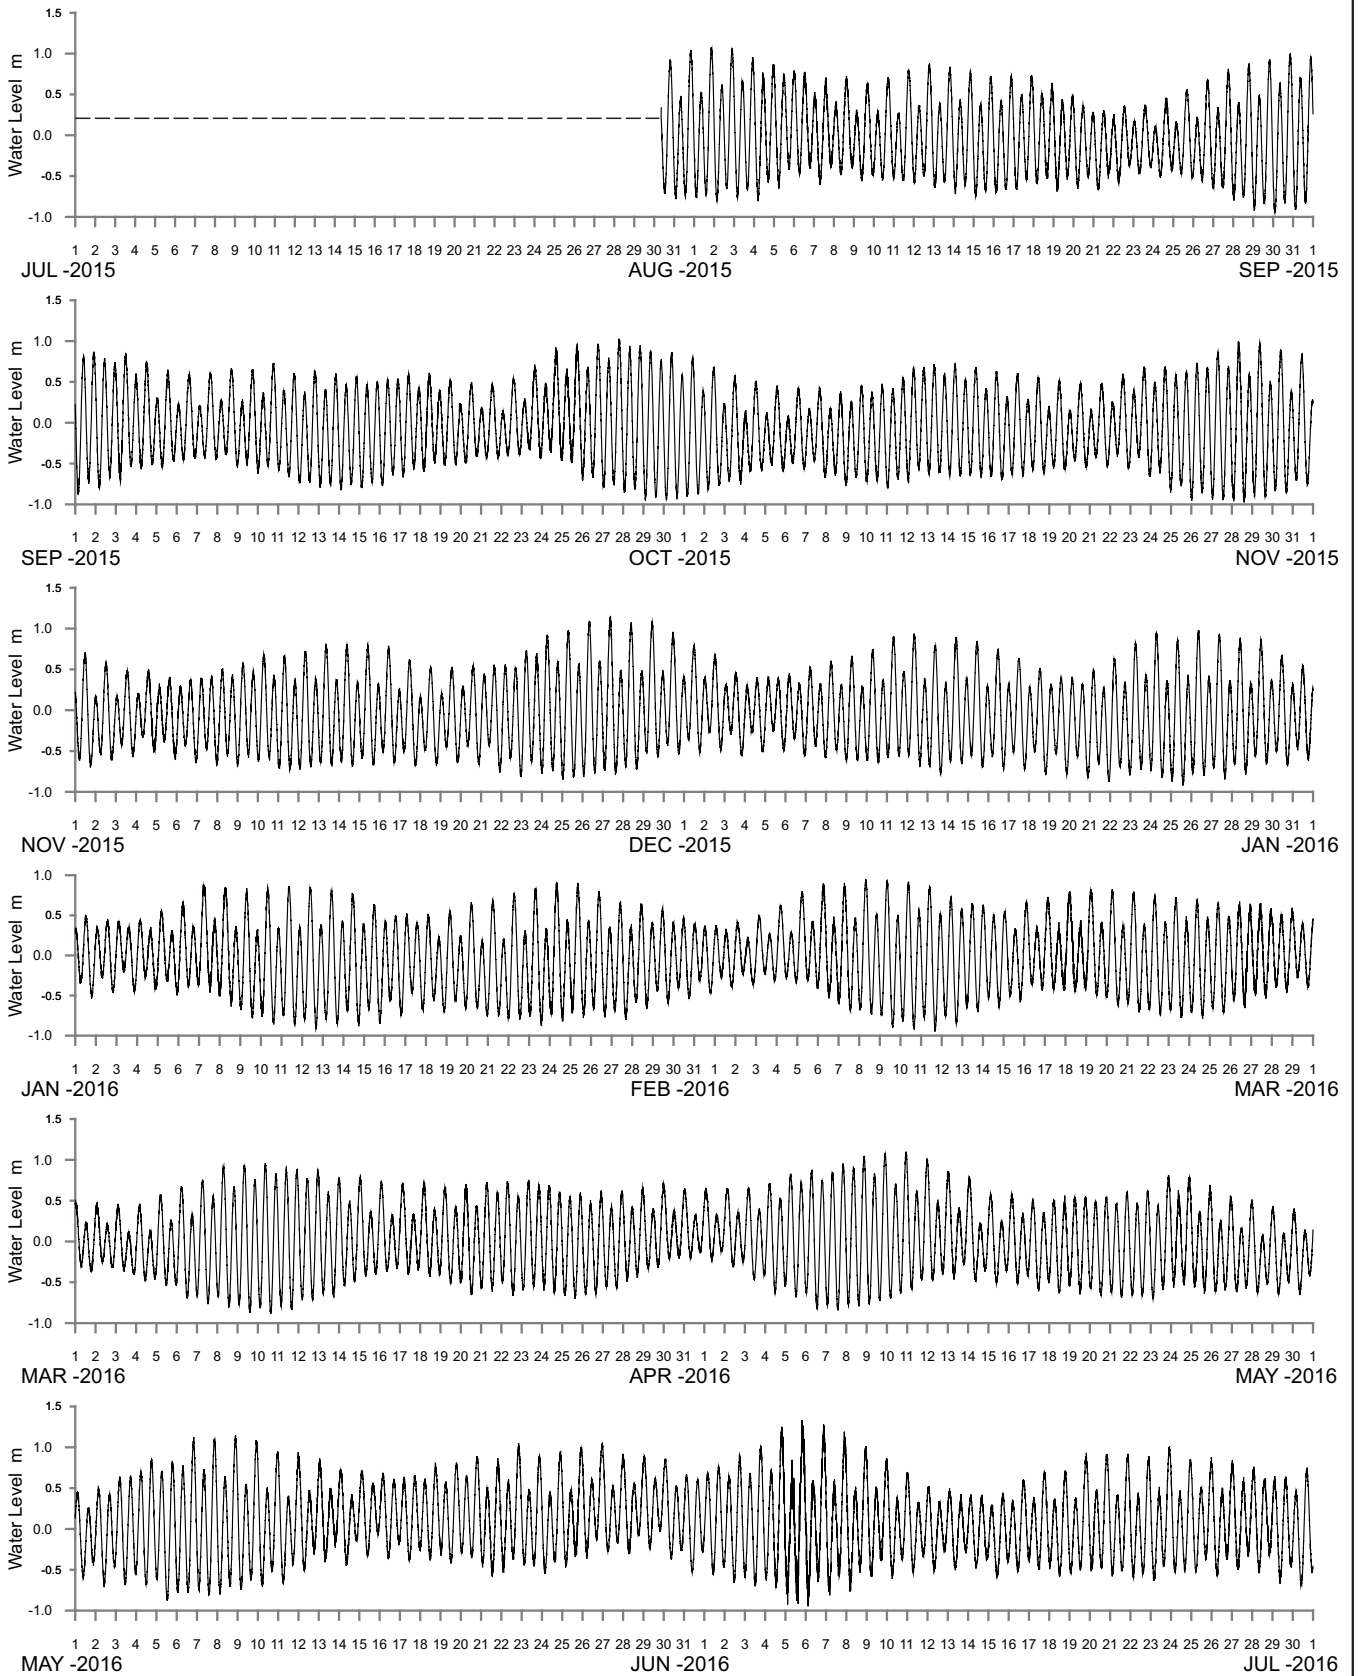 1.5
1.0
0.5
0.0
-0.5
-1.0
Water Level m
1 2 3 4 5 6 7 8 9 10 11 12 13 14 15 16 17 18 19 20 21 22 23 24 25 26 27 28 29 30 31 1 2 3 4 5 6 7 8 9 10 11 12 13 14 15 16 17 18 19 20 21 22 23 24 25 26 27 28 29 30 31 1
JUL -2015 AUG -2015 SEP -2015
1.5
1.0
0.5
0.0
-0.5
-1.0
Water Level m
1 2 3 4 5 6 7 8 9 10 11 12 13 14 15 16 17 18 19 20 21 22 23 24 25 26 27 28 29 30 1 2 3 4 5 6 7 8 9 10 11 12 13 14 15 16 17 18 19 20 21 22 23 24 25 26 27 28 29 30 31 1
SEP -2015 OCT -2015 NOV -2015
1.5
1.0
0.5
0.0
-0.5
-1.0
Water Level m
1 2 3 4 5 6 7 8 9 10 11 12 13 14 15 16 17 18 19 20 21 22 23 24 25 26 27 28 29 30 1 2 3 4 5 6 7 8 9 10 11 12 13 14 15 16 17 18 19 20 21 22 23 24 25 26 27 28 29 30 31 1
NOV -2015 DEC -2015 JAN -2016
1.0
0.5
0.0
-0.5
-1.0
Water Level m
1 2 3 4 5 6 7 8 9 10 11 12 13 14 15 16 17 18 19 20 21 22 23 24 25 26 27 28 29 30 31 1 2 3 4 5 6 7 8 9 10 11 12 13 14 15 16 17 18 19 20 21 22 23 24 25 26 27 28 29 1
JAN -2016 FEB -2016 MAR -2016
1.5
1.0
0.5
0.0
-0.5
-1.0
Water Level m
1 2 3 4 5 6 7 8 9 10 11 12 13 14 15 16 17 18 19 20 21 22 23 24 25 26 27 28 29 30 31 1 2 3 4 5 6 7 8 9 10 11 12 13 14 15 16 17 18 19 20 21 22 23 24 25 26 27 28 29 30 1
MAR -2016 APR -2016 MAY -2016
1.5
1.0
0.5
0.0
-0.5
-1.0
Water Level m
1 2 3 4 5 6 7 8 9 10 11 12 13 14 15 16 17 18 19 20 21 22 23 24 25 26 27 28 29 30 31 1 2 3 4 5 6 7 8 9 10 11 12 13 14 15 16 17 18 19 20 21 22 23 24 25 26 27 28 29 30 1
MAY -2016 JUN -2016 JUL -2016